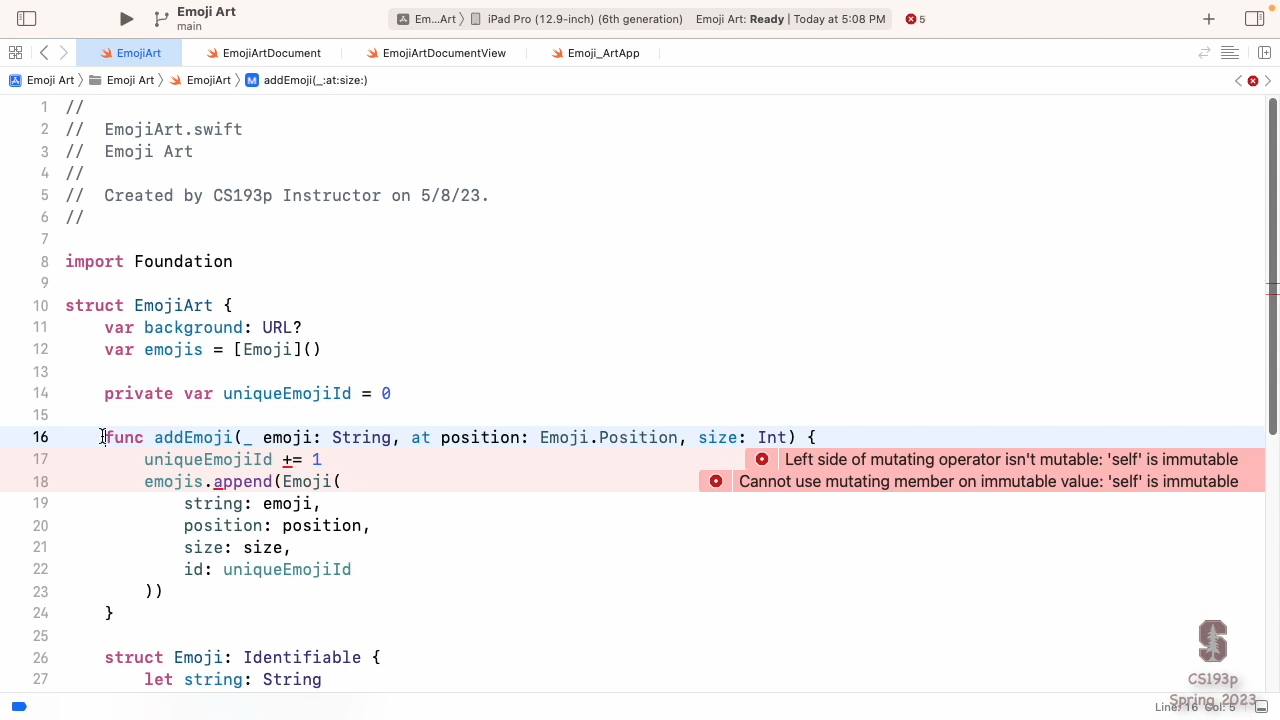 Emoji Art
main
Em...Art 〉 iPad Pro (12.9-inch) (6th generation) Emoji Art: Ready | Today at 5:08 PM 5
EmojiArt EmojiArtDocument EmojiArtDocumentView Emoji_ArtApp
Emoji Art 〉 Emoji Art 〉 EmojiArt 〉 M addEmoji(_:at:size:)
1 //
2 //  EmojiArt.swift
3 //  Emoji Art
4 //
5 //  Created by CS193p Instructor on 5/8/23.
6 //
7
8 import Foundation
9
10 struct EmojiArt {
11     var background: URL?
12     var emojis = [Emoji]()
13
14     private var uniqueEmojiId = 0
15
16     func addEmoji(_ emoji: String, at position: Emoji.Position, size: Int) {
17         uniqueEmojiId += 1 Left side of mutating operator isn't mutable: 'self' is immutable
18         emojis.append(Emoji( Cannot use mutating member on immutable value: 'self' is immutable
19             string: emoji,
20             position: position,
21             size: size,
22             id: uniqueEmojiId
23         ))
24     }
25
26     struct Emoji: Identifiable {
27         let string: String
S
CS193p
Spring 2023
Line: 16 Col: 5